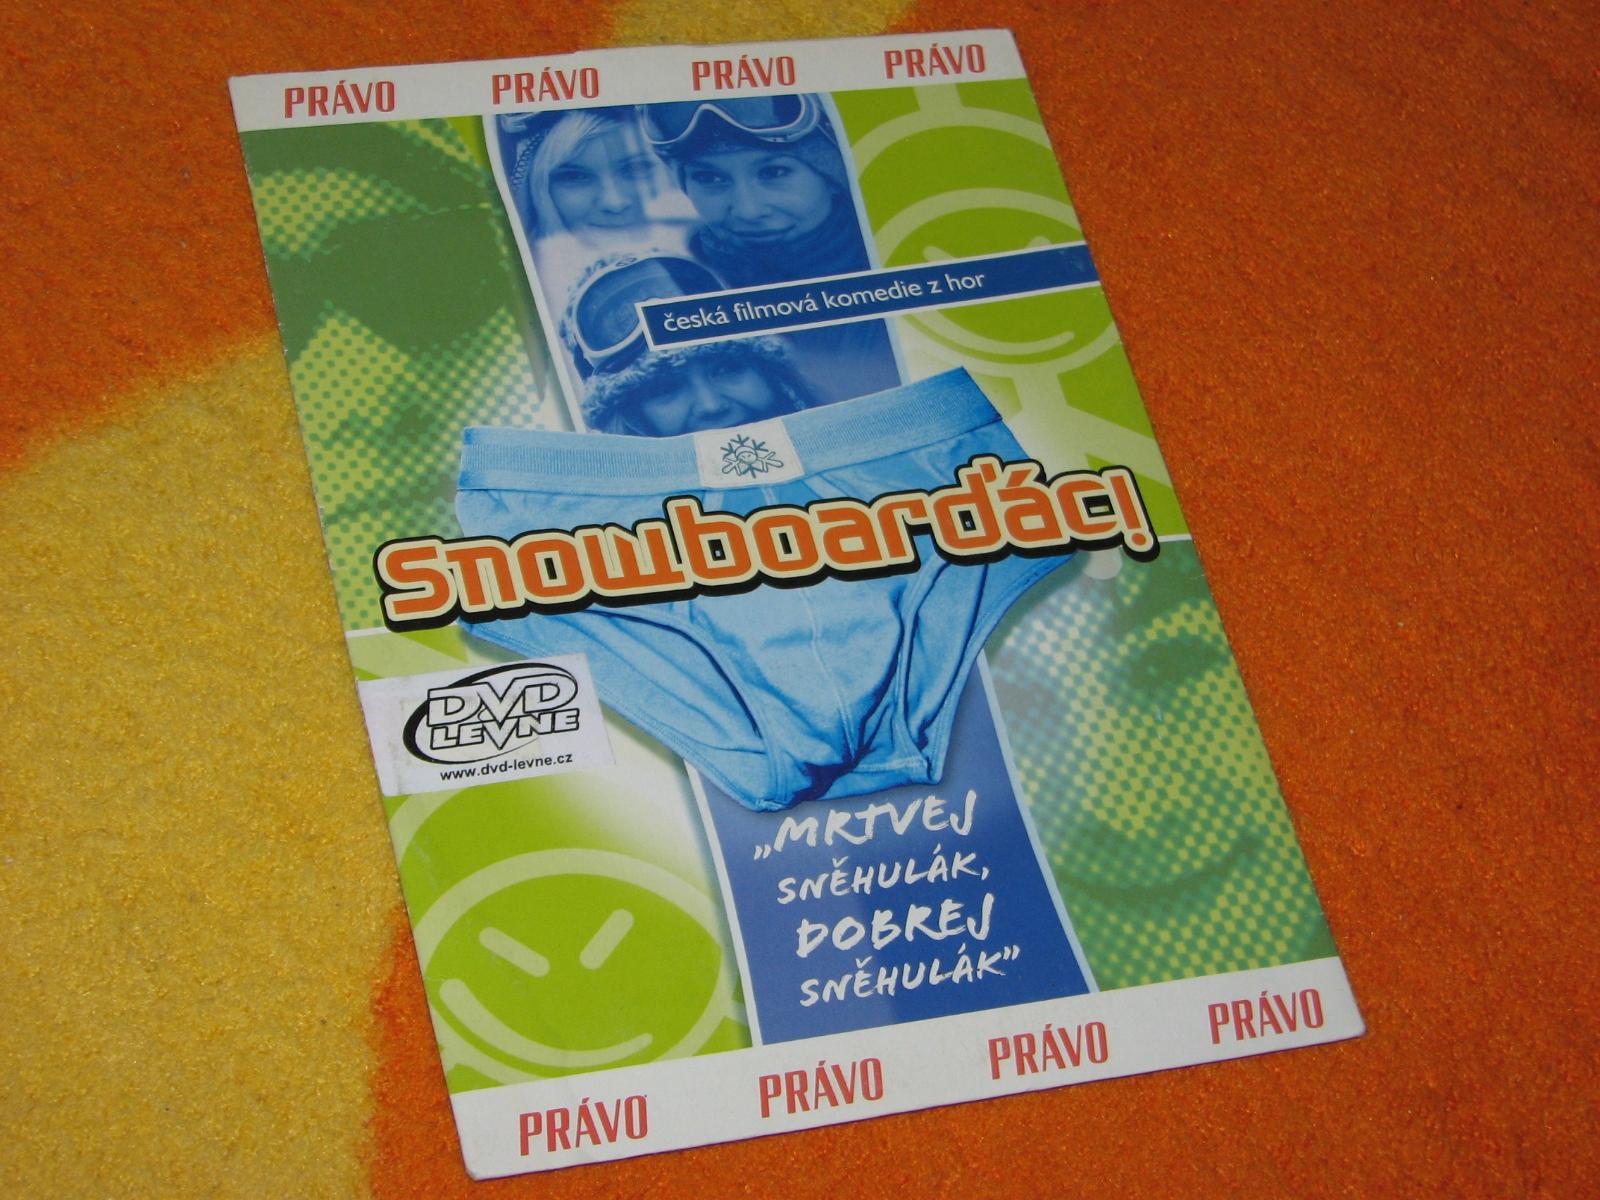 PRÁVO PRÁVO PRÁVO PRÁVO
česká filmová komedie z hor
Snowboarďáci
DVD
LEVNE
www.dvd-levne.cz
„MRTVEJ
SNĚHULÁK,
DOBREJ
SNĚHULÁK”
PRÁVO PRÁVO PRÁVO PRÁVO